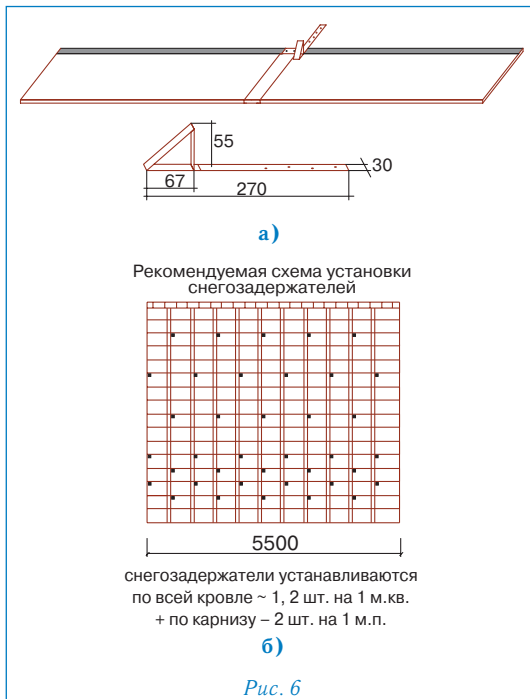 55
30
67
270
а)
Рекомендуемая схема установки
снегозадержателей
5500
снегозадержатели устанавливаются
по всей кровле ~ 1, 2 шт. на 1 м.кв.
+ по карнизу – 2 шт. на 1 м.п.
б)
Рис. 6